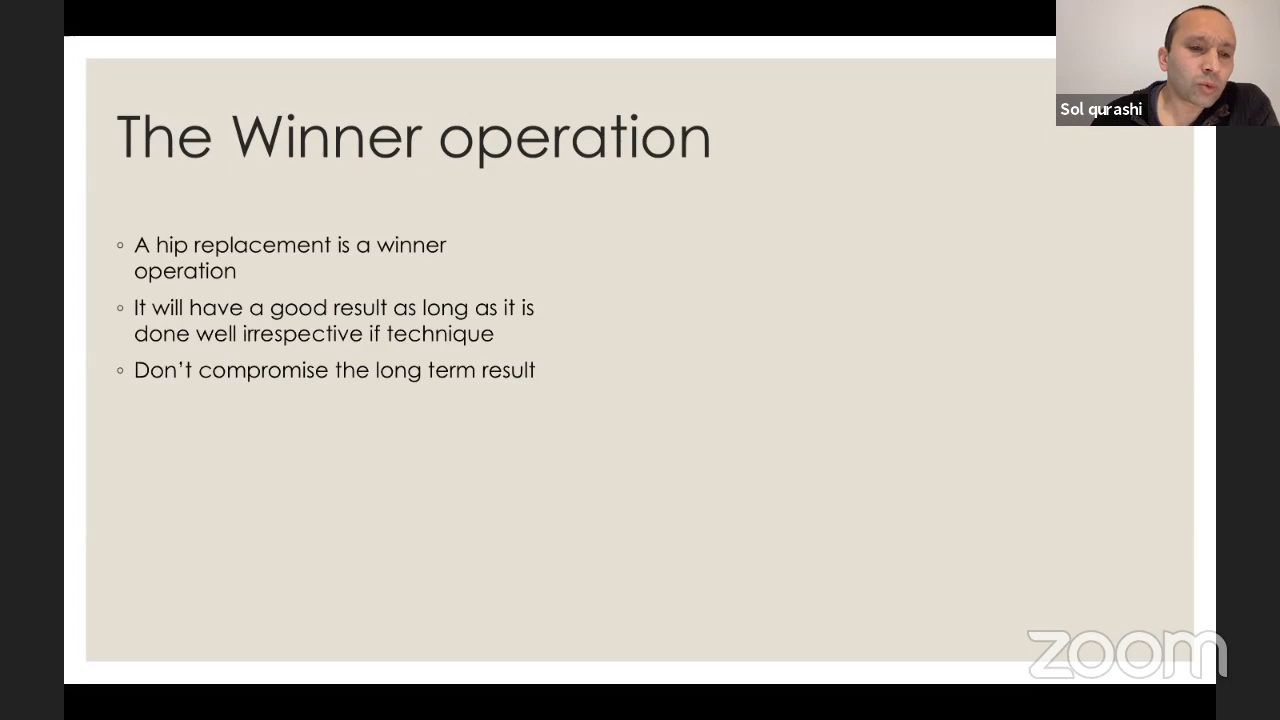 Sol qurashi
The Winner operation
◦ A hip replacement is a winner
operation
◦ It will have a good result as long as it is
done well irrespective if technique
◦ Don't compromise the long term result
zoom